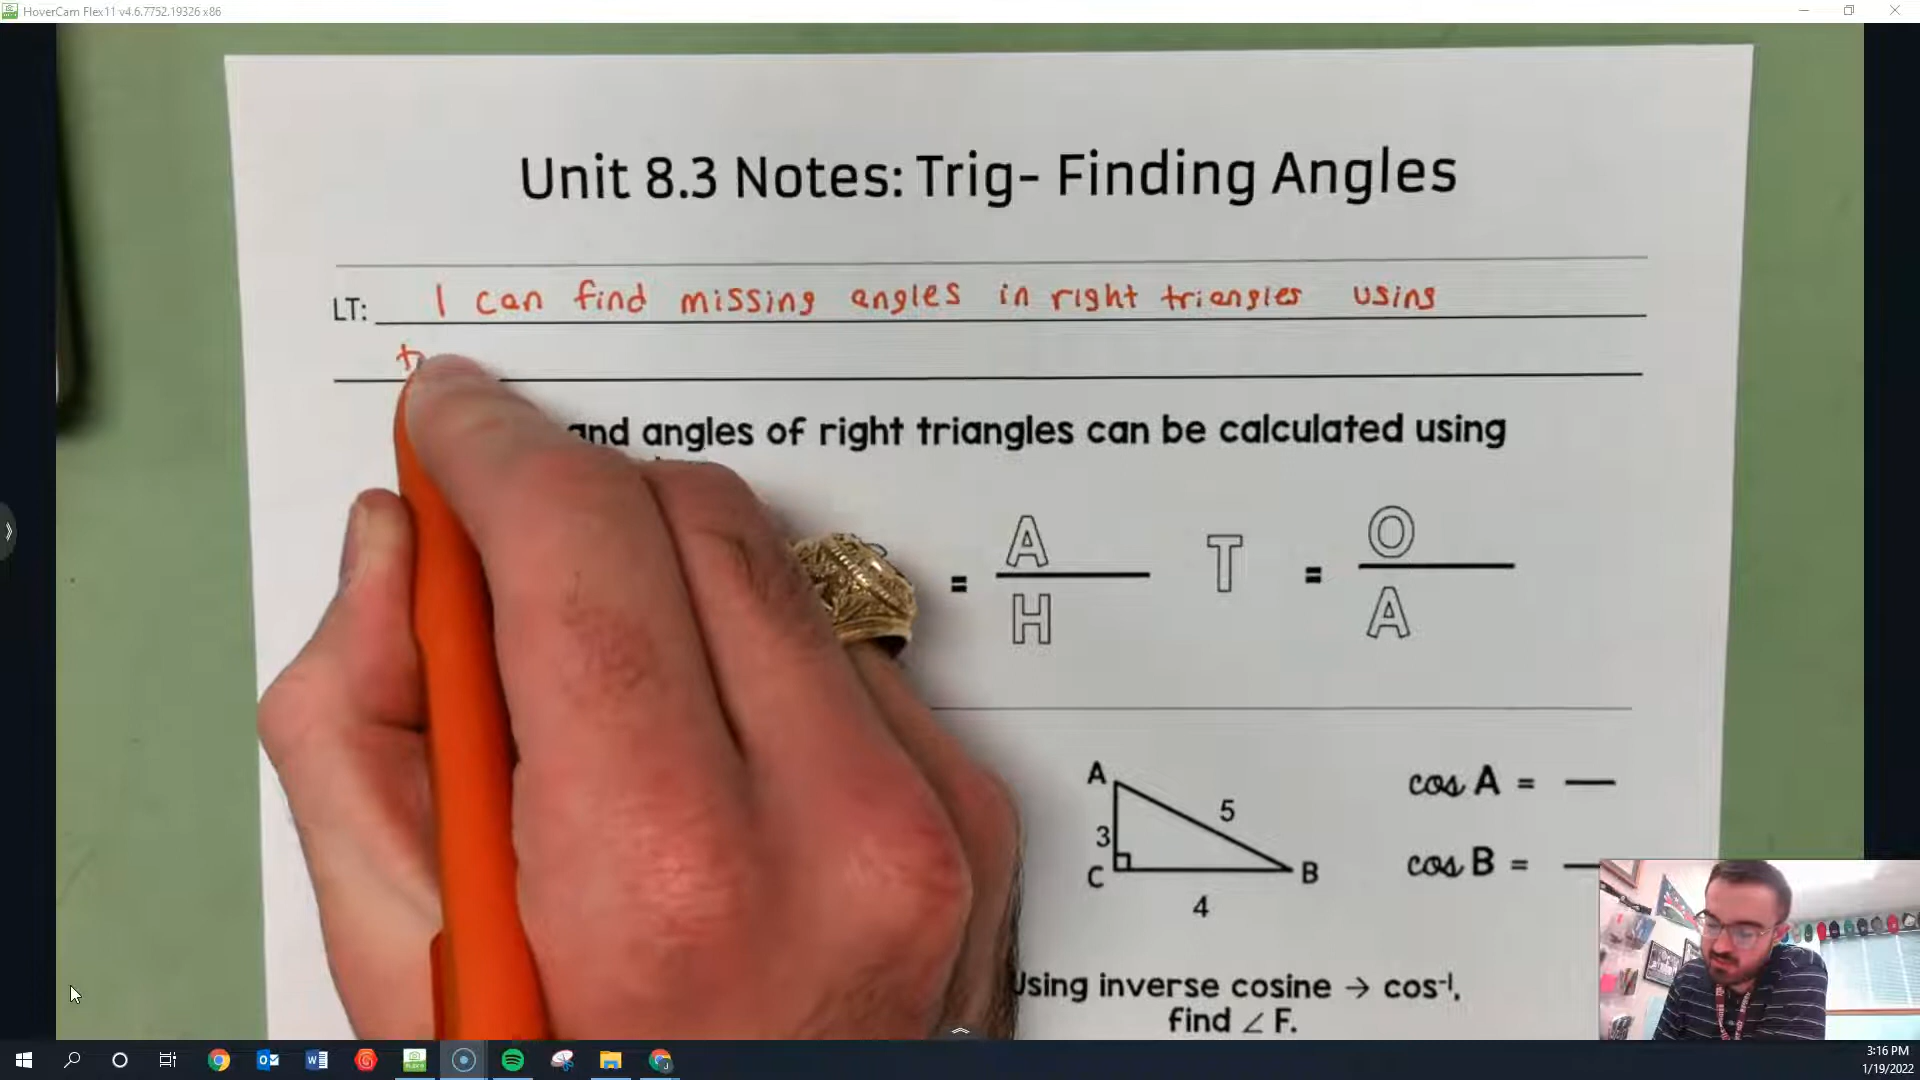 HoverCam Flex11 v4.6.7752.19326 x86
Unit 8.3 Notes: Trig- Finding Angles
LT: I can find missing angles in right triangles using
and angles of right triangles can be calculated using
= A T = O
H A
A 5 cos A =
3
C B cos B =
4
Using inverse cosine → cos⁻¹,
find ∠ F.
3:16 PM
1/19/2022